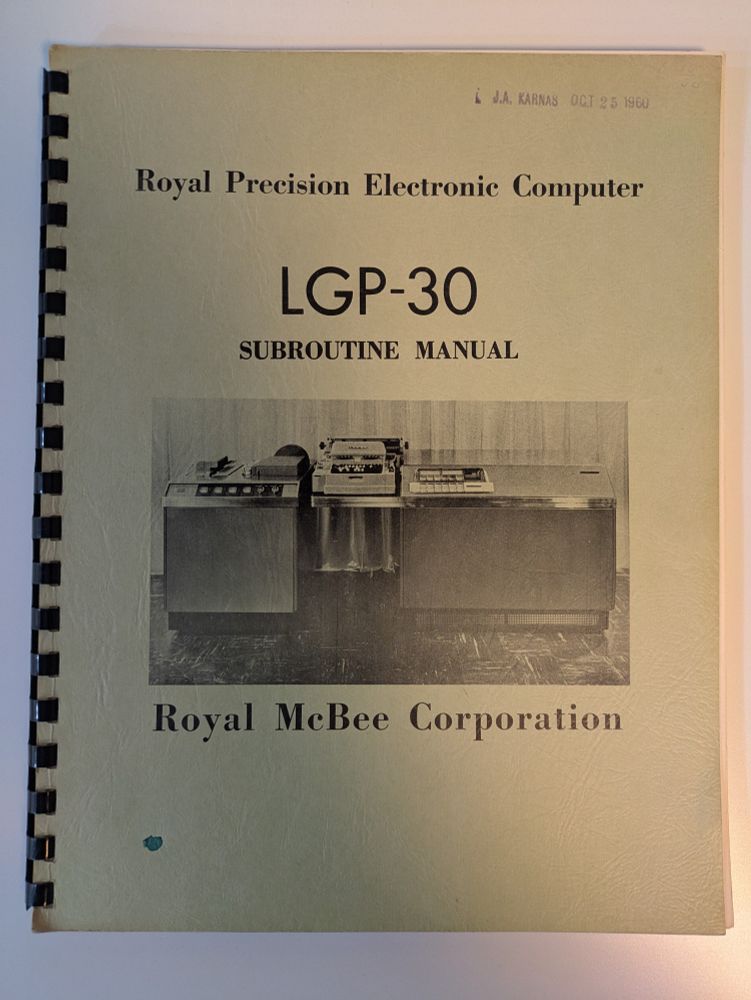 J.A. KARNAS OCT 25 1960
Royal Precision Electronic Computer
LGP-30
SUBROUTINE MANUAL
Royal McBee Corporation